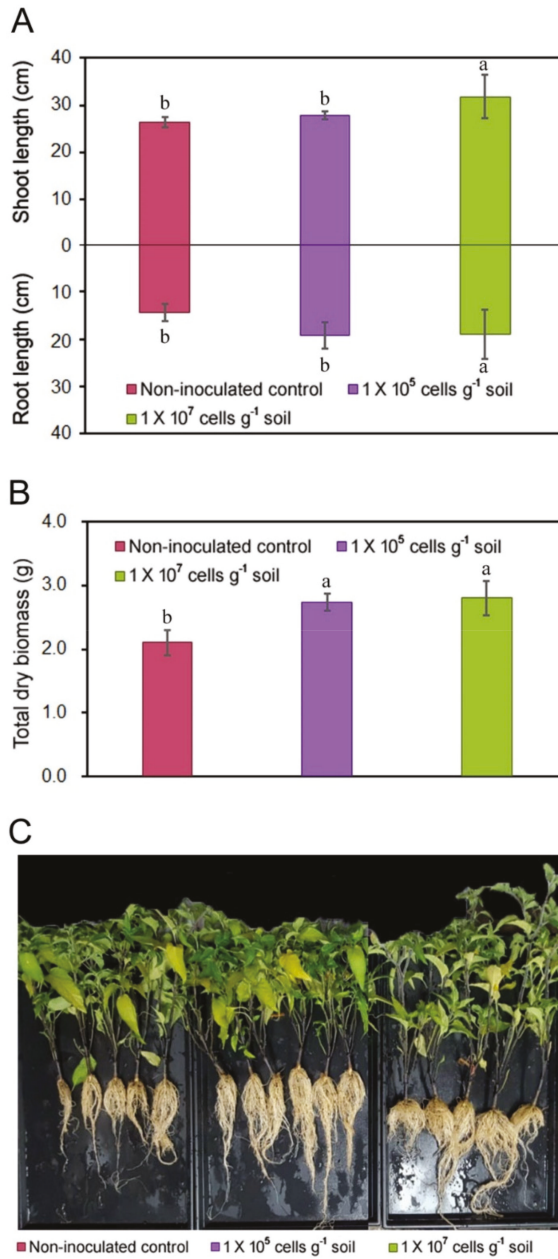 A
Shoot length (cm)
Root length (cm)
40
30
20
10
0
10
20
30
40
b
b
a
b
b
a
Non-inoculated control 1 X 10⁵ cells g⁻¹ soil
1 X 10⁷ cells g⁻¹ soil
B
Total dry biomass (g)
4.0
3.0
2.0
1.0
0.0
Non-inoculated control 1 X 10⁵ cells g⁻¹ soil
1 X 10⁷ cells g⁻¹ soil
b
a
a
C
Non-inoculated control 1 X 10⁵ cells g⁻¹ soil 1 X 10⁷ cells g⁻¹ soil